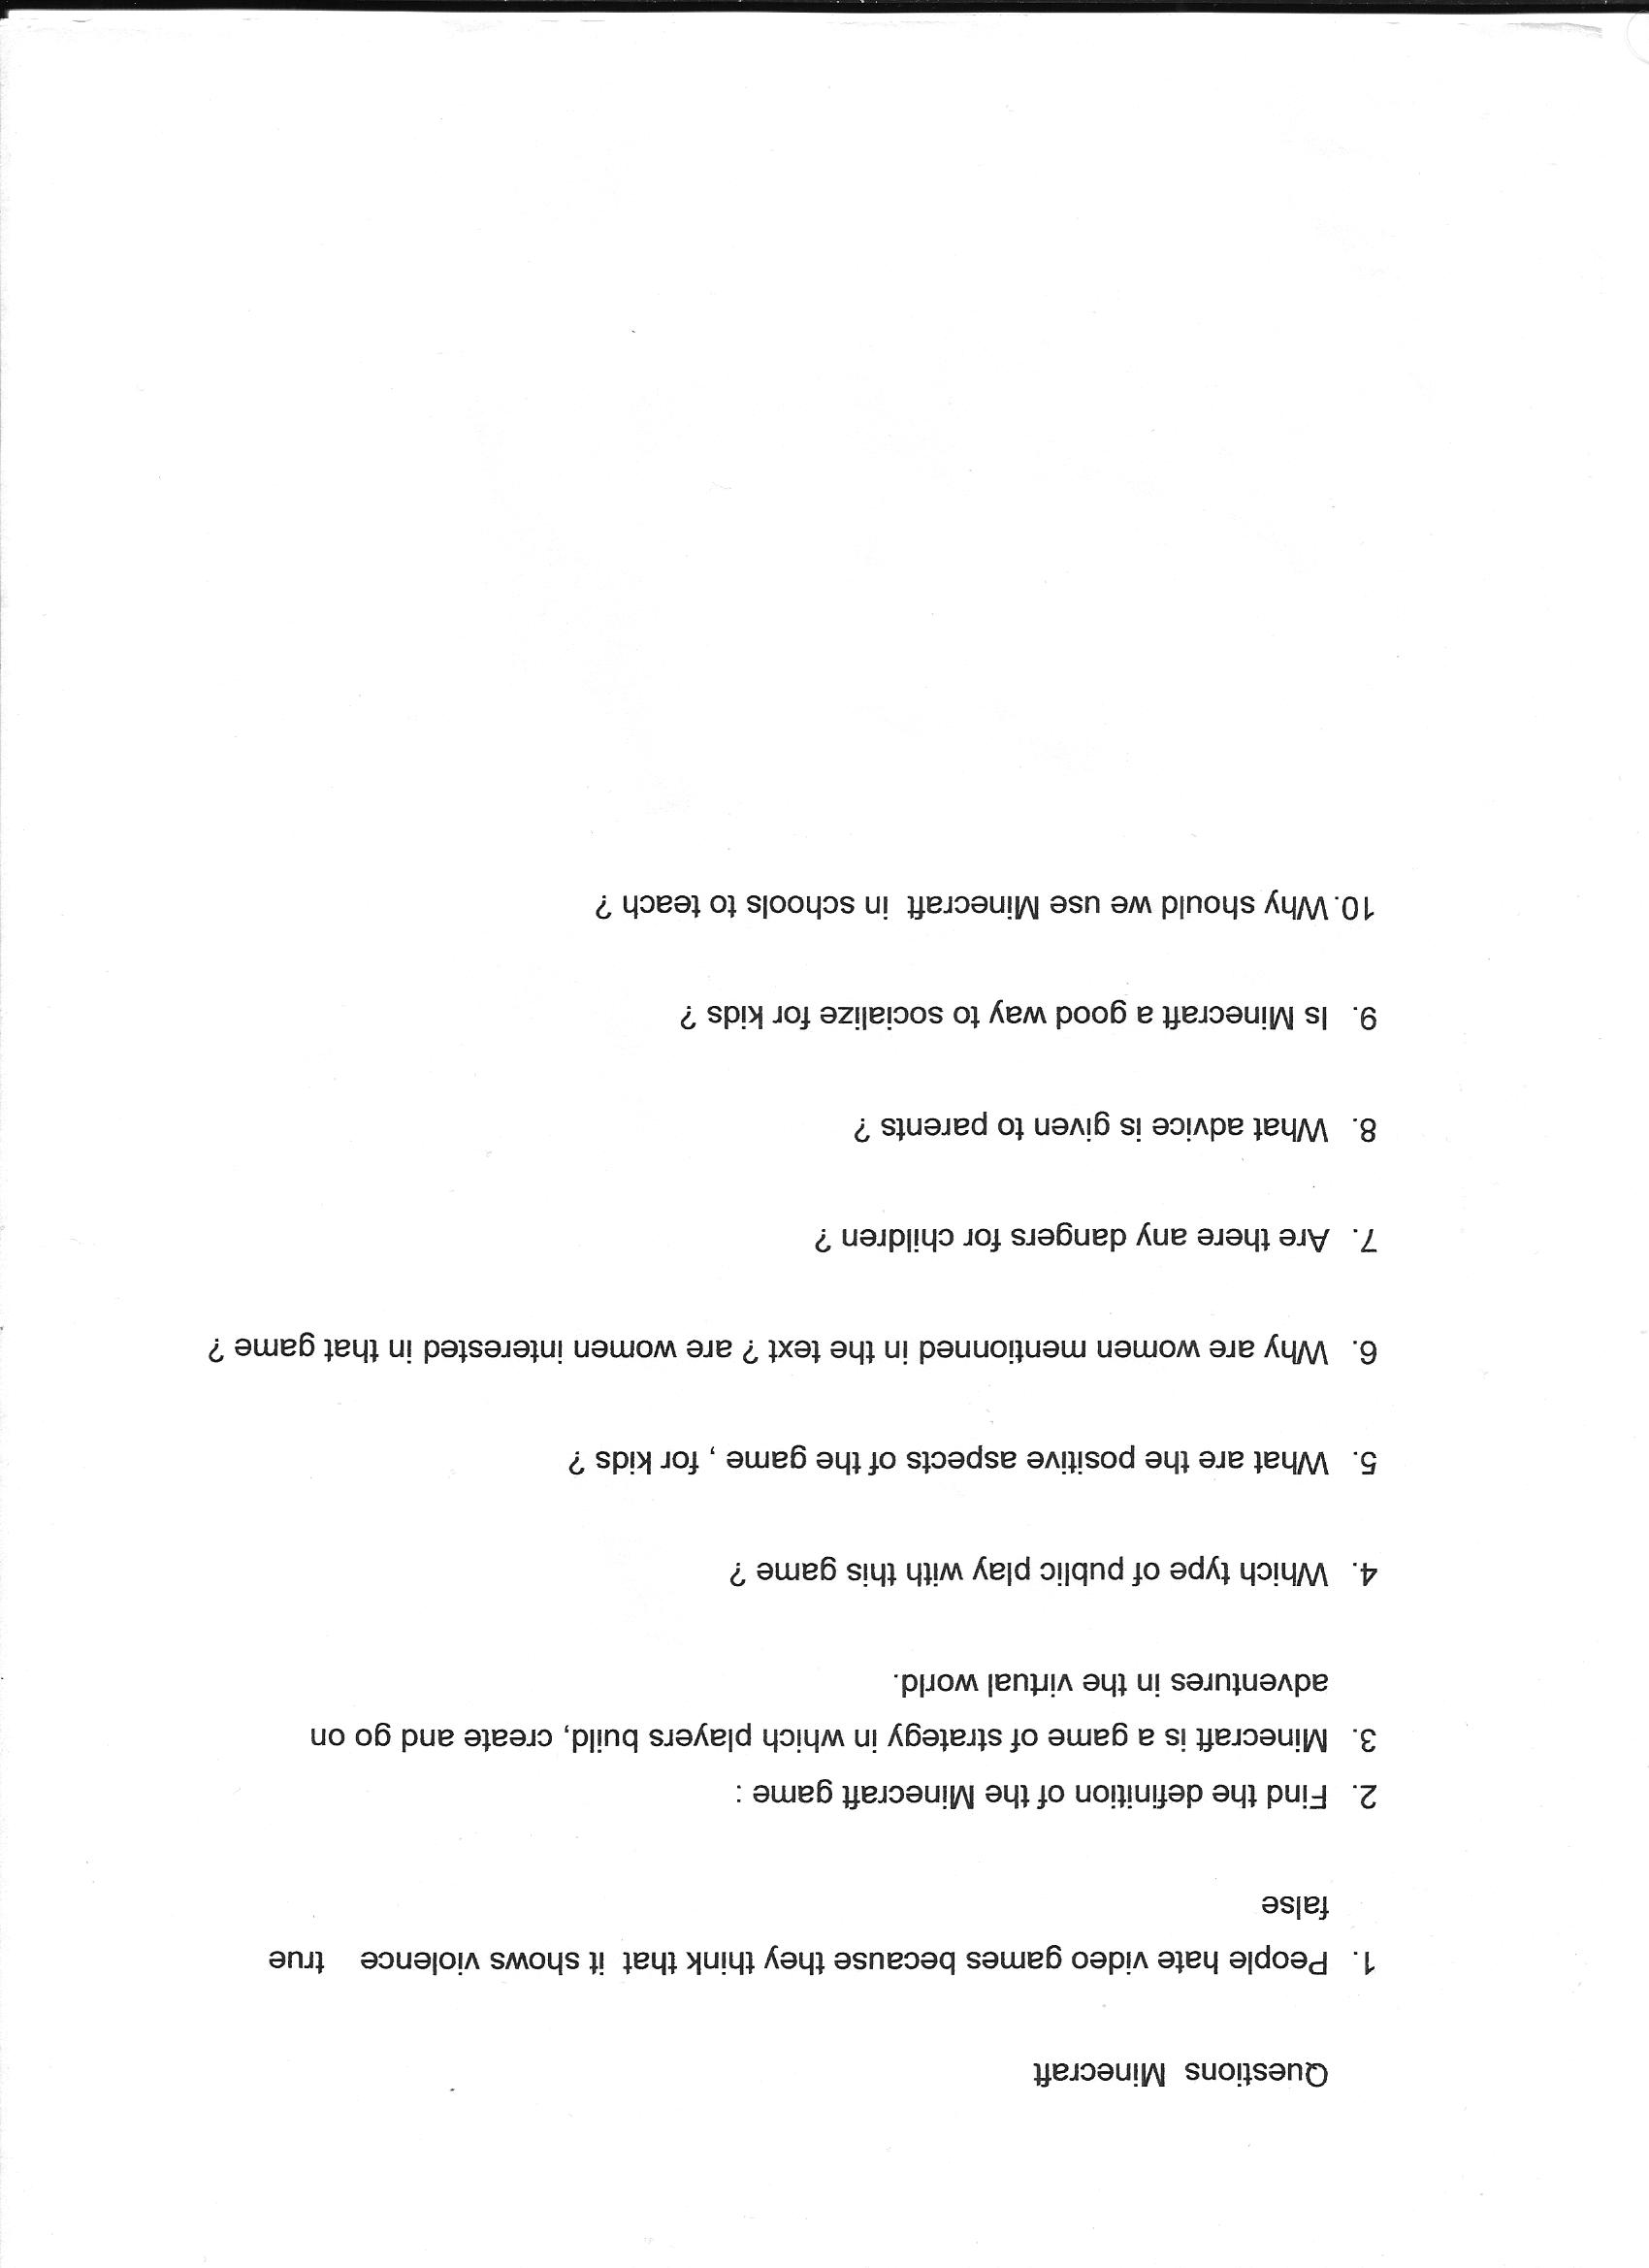 Questions  Minecraft
1. People hate video games because they think that  it shows violence    true
false
2. Find the definition of the Minecraft game :
3. Minecraft is a game of strategy in which players build, create and go on
adventures in the virtual world.
4. Which type of public play with this game ?
5. What are the positive aspects of the game , for kids ?
6. Why are women mentionned in the text ? are women interested in that game ?
7. Are there any dangers for children ?
8. What advice is given to parents ?
9. Is Minecraft a good way to socialize for kids ?
10. Why should we use Minecraft  in schools to teach ?